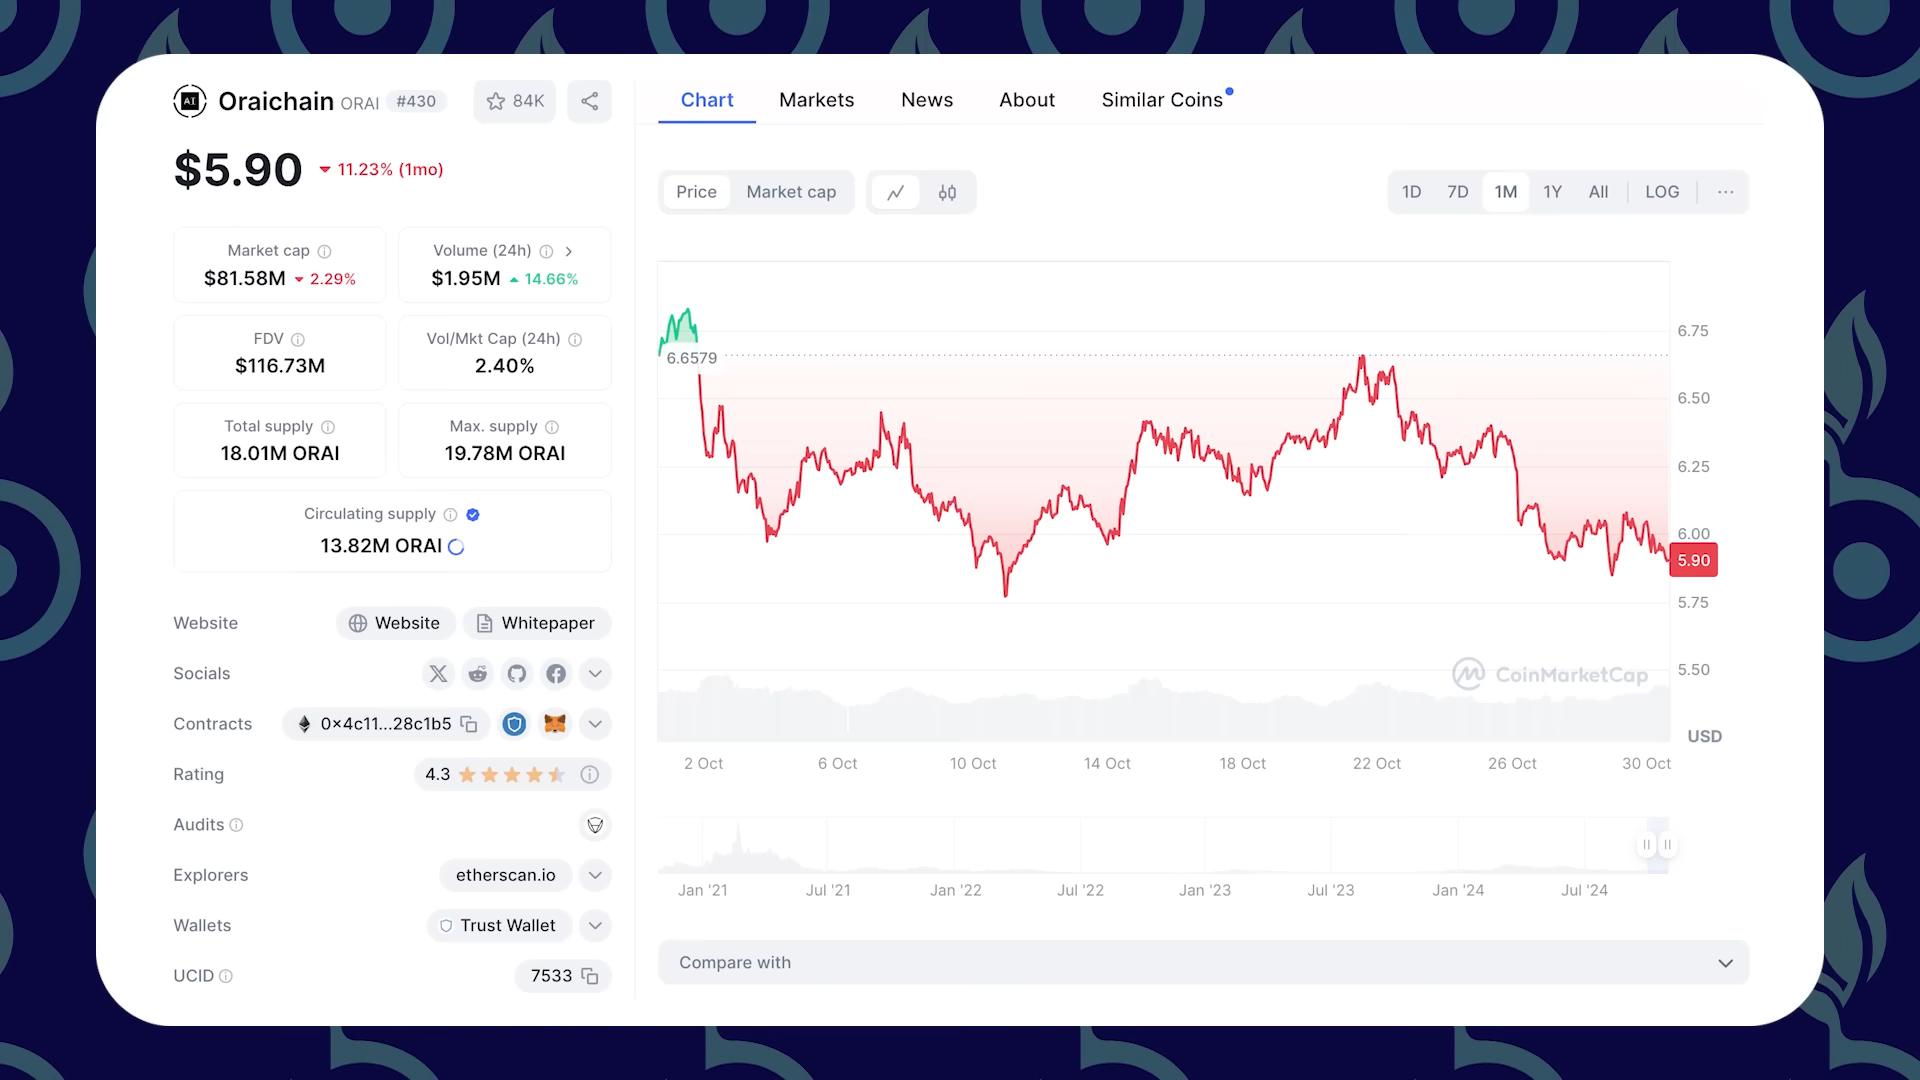 AI Oraichain ORAI #430 84K
$5.90 11.23% (1mo)
Market cap
$81.58M 2.29%
Volume (24h)
$1.95M 14.66%
FDV
$116.73M
Vol/Mkt Cap (24h)
2.40%
Total supply
18.01M ORAI
Max. supply
19.78M ORAI
Circulating supply
13.82M ORAI
Website Website Whitepaper
Socials
Contracts 0x4c11...28c1b5
Rating 4.3
Audits
Explorers etherscan.io
Wallets Trust Wallet
UCID 7533
Chart Markets News About Similar Coins
Price Market cap
1D 7D 1M 1Y All LOG ...
6.6579
6.75
6.50
6.25
6.00
5.90
5.75
5.50
CoinMarketCap
USD
2 Oct 6 Oct 10 Oct 14 Oct 18 Oct 22 Oct 26 Oct 30 Oct
Jan '21 Jul '21 Jan '22 Jul '22 Jan '23 Jul '23 Jan '24 Jul '24
Compare with